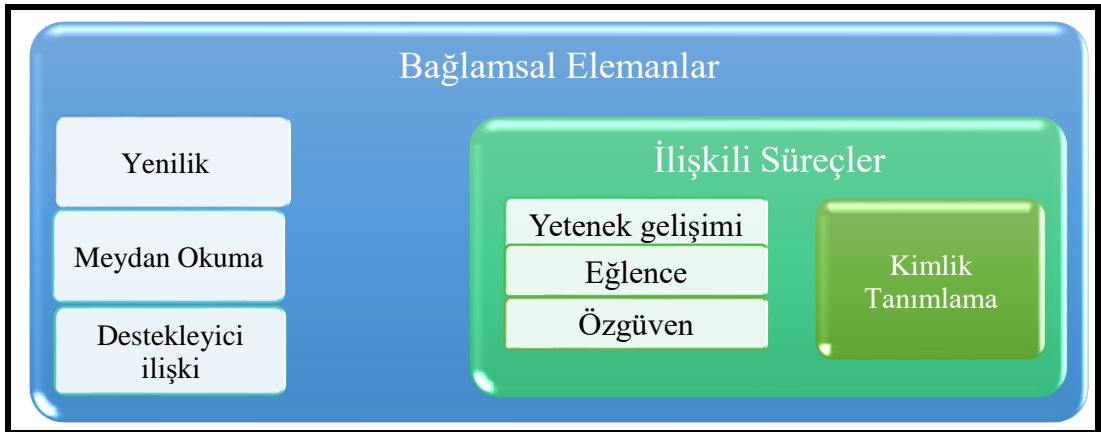 Bağlamsal Elemanlar
Yenilik
Meydan Okuma
Destekleyici
ilişki
İlişkili Süreçler
Yetenek gelişimi
Eğlence
Özgüven
Kimlik
Tanımlama